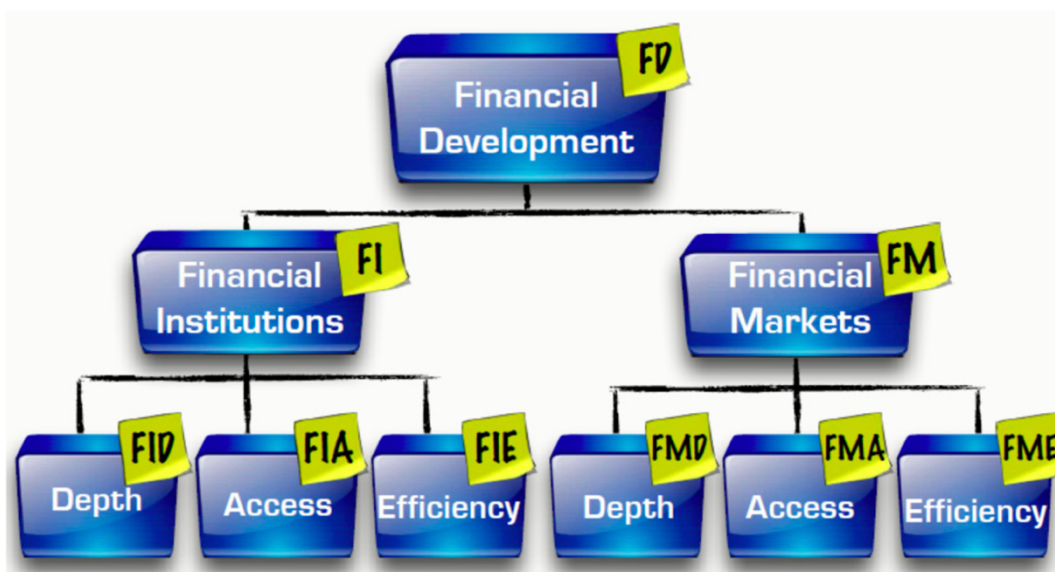 FD
Financial
Development
FI
Financial
Institutions
FM
Financial
Markets
FID
Depth
FIA
Access
FIE
Efficiency
FMD
Depth
FMA
Access
FME
Efficiency